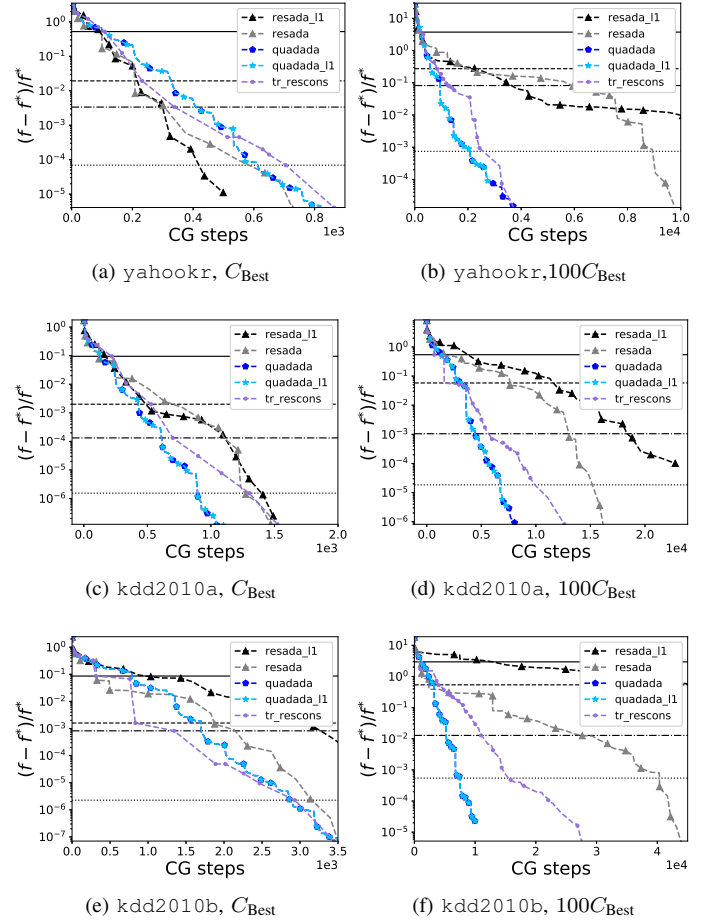 10^0
10^-1
10^-2
10^-3
10^-4
10^-5
(f − f*)/f*
0.0 0.2 0.4 0.6 0.8
1e3
CG steps
resada_l1
resada
quadada
quadada_l1
tr_rescons
(a) yahookr, C_Best
10^1
10^0
10^-1
10^-2
10^-3
10^-4
(f − f*)/f*
0.0 0.2 0.4 0.6 0.8 1.0
1e4
CG steps
resada_l1
resada
quadada
quadada_l1
tr_rescons
(b) yahookr,100C_Best
10^0
10^-1
10^-2
10^-3
10^-4
10^-5
10^-6
(f − f*)/f*
0.0 0.5 1.0 1.5 2.0
1e3
CG steps
resada_l1
resada
quadada
quadada_l1
tr_rescons
(c) kdd2010a, C_Best
10^0
10^-1
10^-2
10^-3
10^-4
10^-5
10^-6
(f − f*)/f*
0.0 0.5 1.0 1.5 2.0
1e4
CG steps
resada_l1
resada
quadada
quadada_l1
tr_rescons
(d) kdd2010a, 100C_Best
10^0
10^-1
10^-2
10^-3
10^-4
10^-5
10^-6
10^-7
(f − f*)/f*
0.0 0.5 1.0 1.5 2.0 2.5 3.0 3.5
1e3
CG steps
resada_l1
resada
quadada
quadada_l1
tr_rescons
(e) kdd2010b, C_Best
10^1
10^0
10^-1
10^-2
10^-3
10^-4
10^-5
(f − f*)/f*
0 1 2 3 4
1e4
CG steps
resada_l1
resada
quadada
quadada_l1
tr_rescons
(f) kdd2010b, 100C_Best